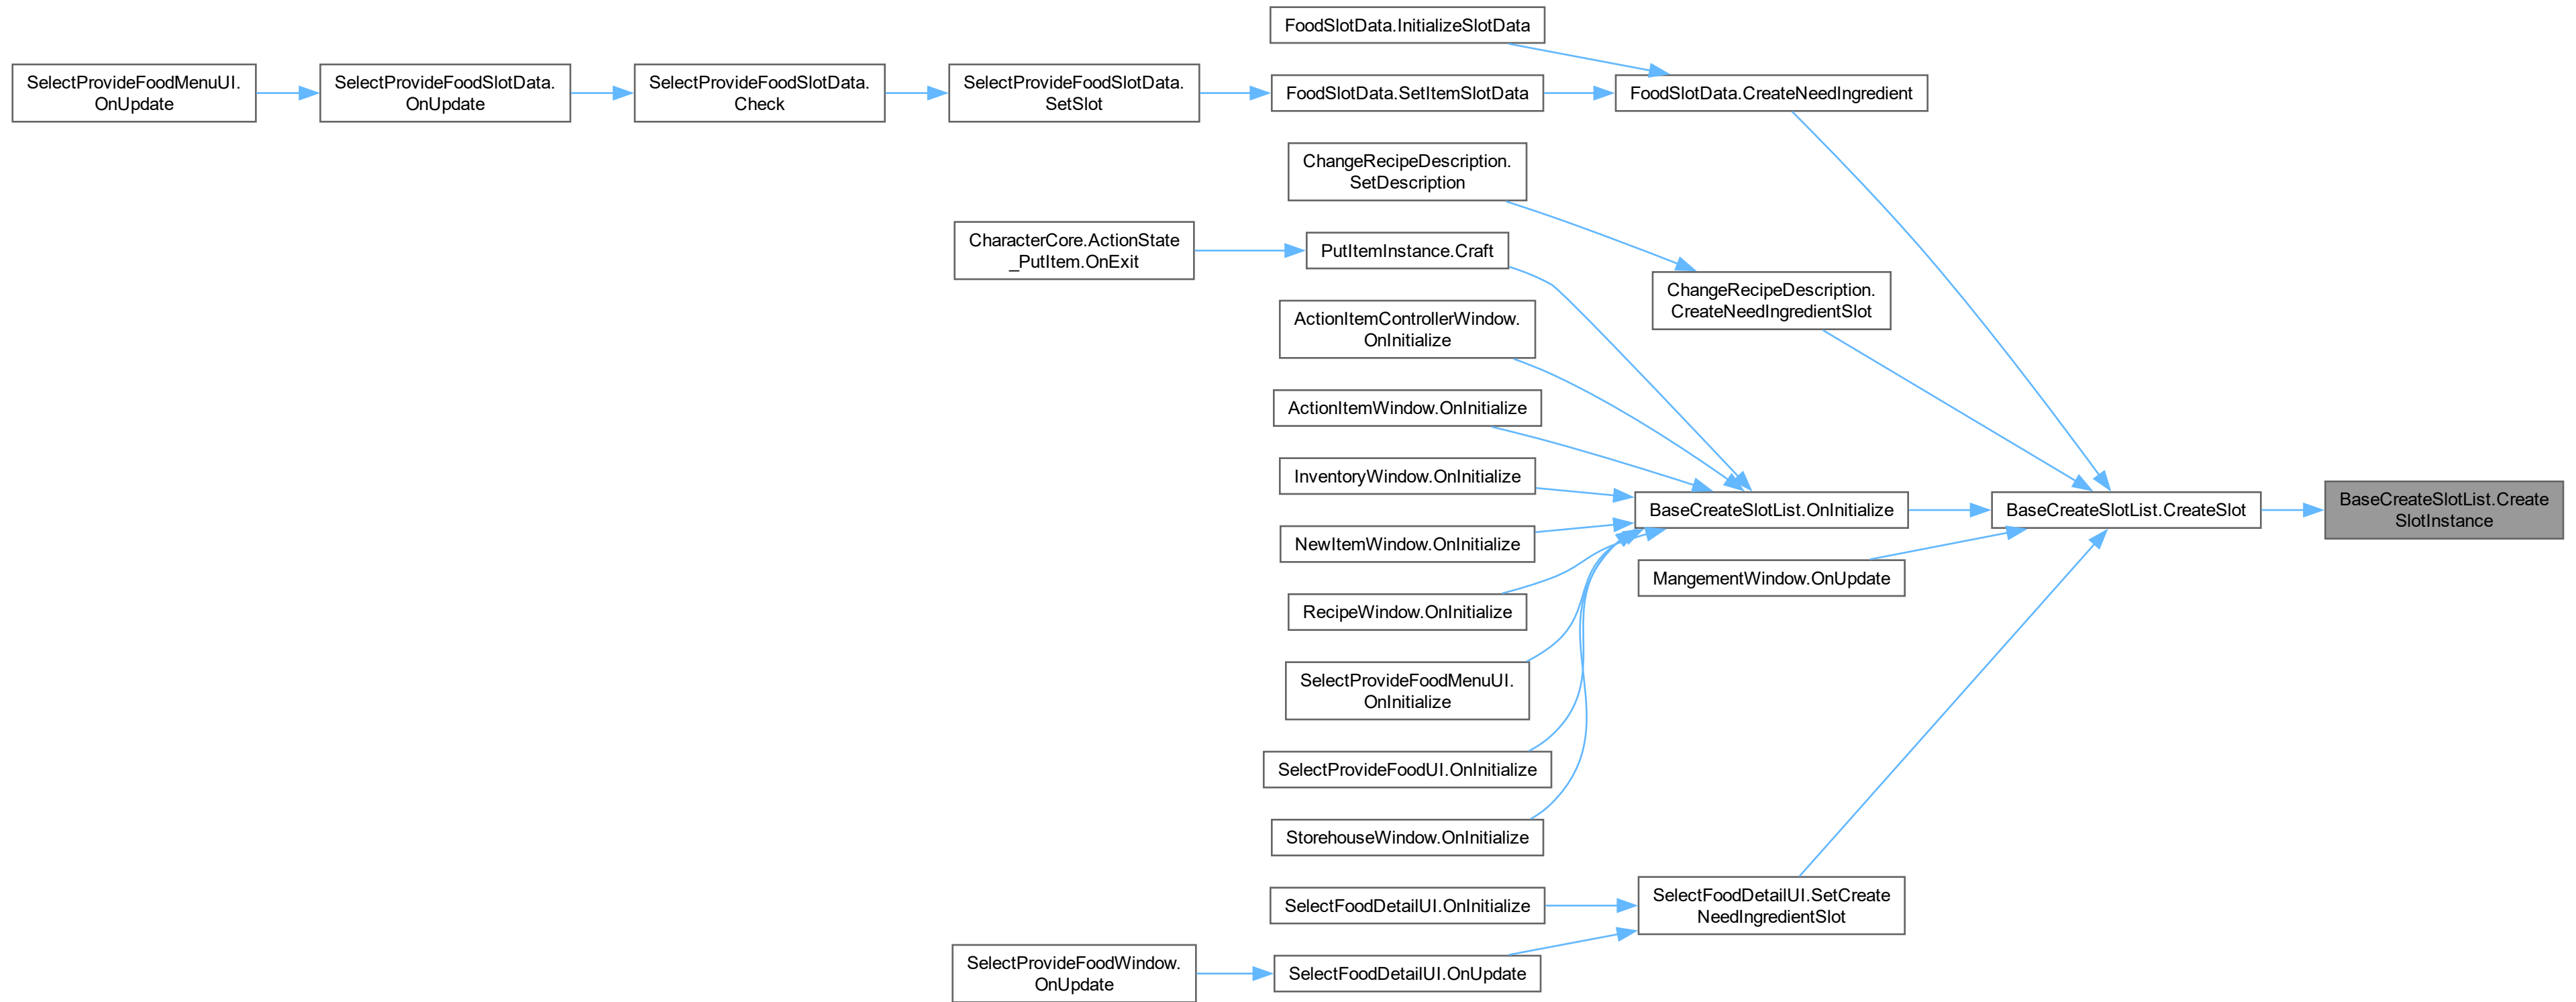 FoodSlotData.InitializeSlotData
SelectProvideFoodMenuUI.
OnUpdate
SelectProvideFoodSlotData.
OnUpdate
SelectProvideFoodSlotData.
Check
SelectProvideFoodSlotData.
SetSlot
FoodSlotData.SetItemSlotData
FoodSlotData.CreateNeedIngredient
ChangeRecipeDescription.
SetDescription
CharacterCore.ActionState
_PutItem.OnExit
PutItemInstance.Craft
ChangeRecipeDescription.
CreateNeedIngredientSlot
ActionItemControllerWindow.
OnInitialize
ActionItemWindow.OnInitialize
InventoryWindow.OnInitialize
BaseCreateSlotList.OnInitialize
BaseCreateSlotList.CreateSlot
BaseCreateSlotList.Create
SlotInstance
NewItemWindow.OnInitialize
MangementWindow.OnUpdate
RecipeWindow.OnInitialize
SelectProvideFoodMenuUI.
OnInitialize
SelectProvideFoodUI.OnInitialize
StorehouseWindow.OnInitialize
SelectFoodDetailUI.OnInitialize
SelectFoodDetailUI.SetCreate
NeedIngredientSlot
SelectProvideFoodWindow.
OnUpdate
SelectFoodDetailUI.OnUpdate